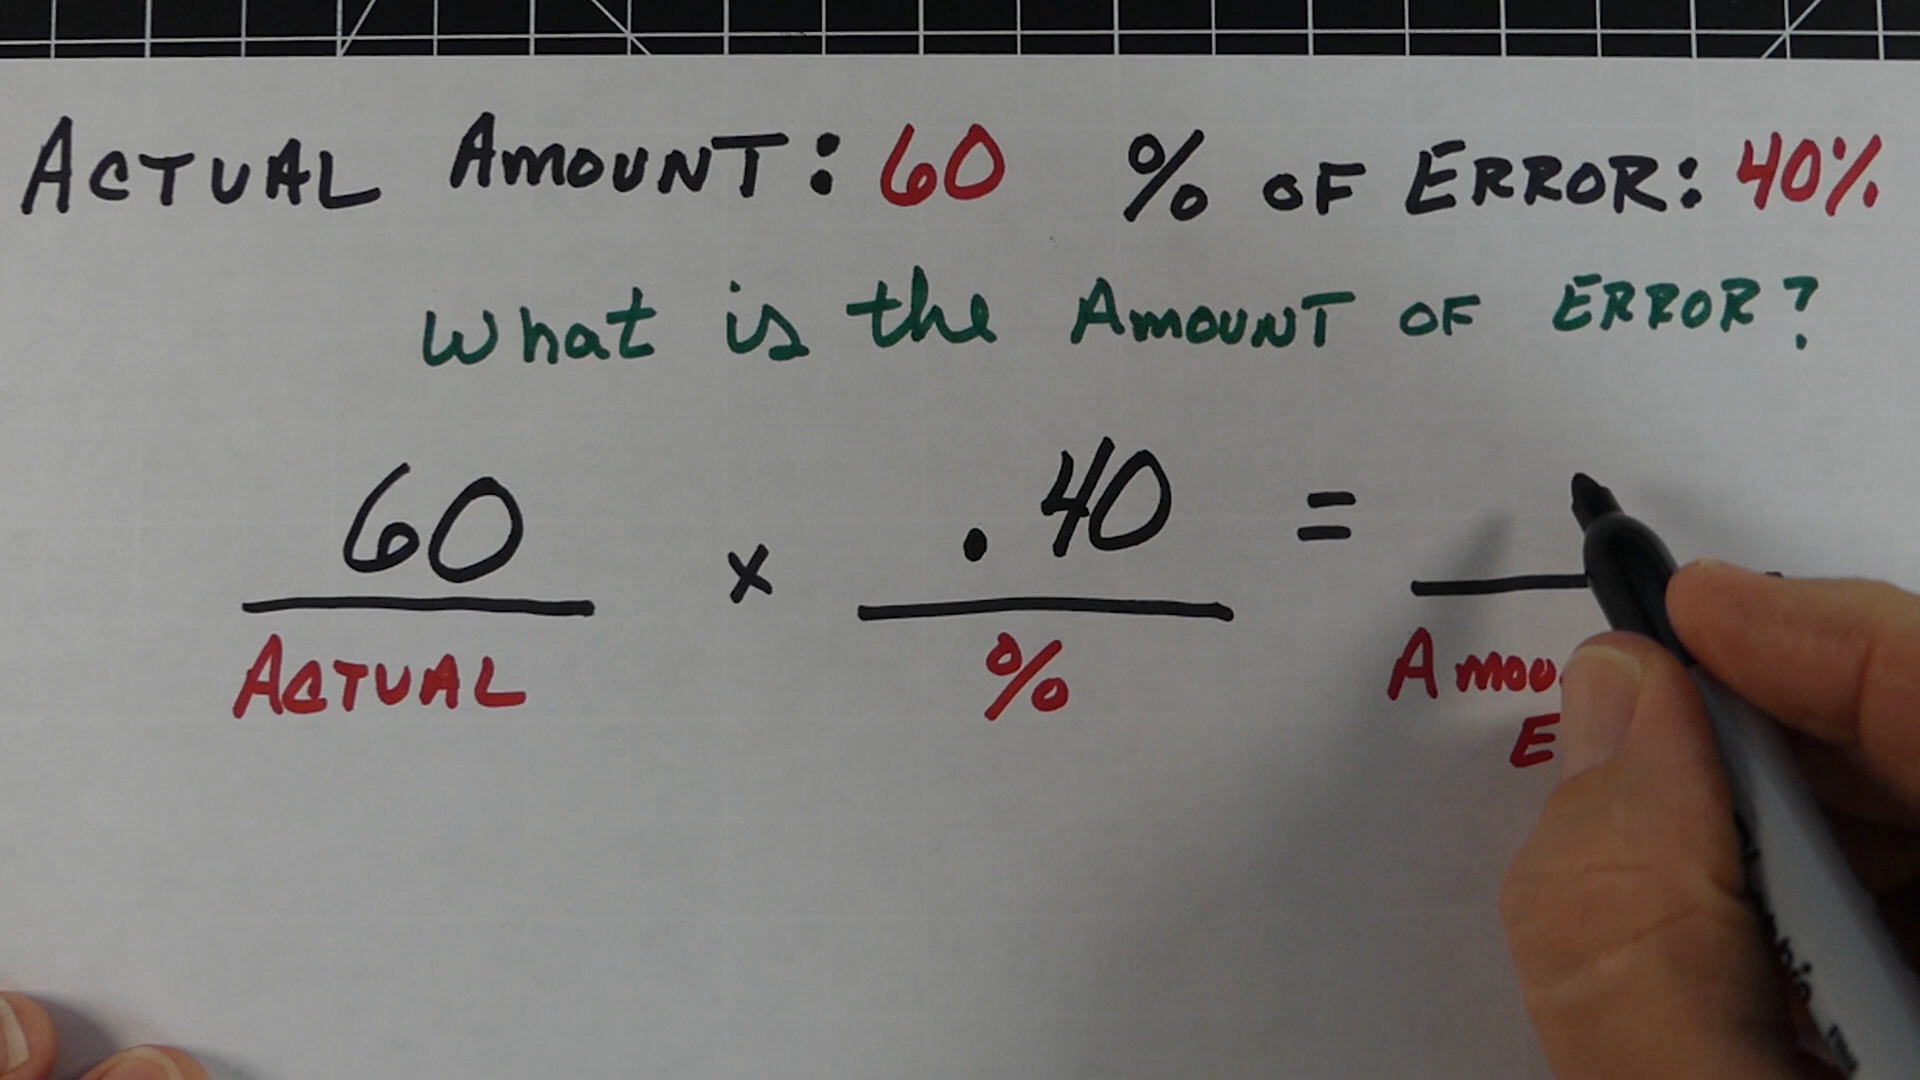 ACTUAL AMOUNT: 60 % OF ERROR: 40%
What is the AMOUNT OF ERROR?
60 x .40 =
ACTUAL %